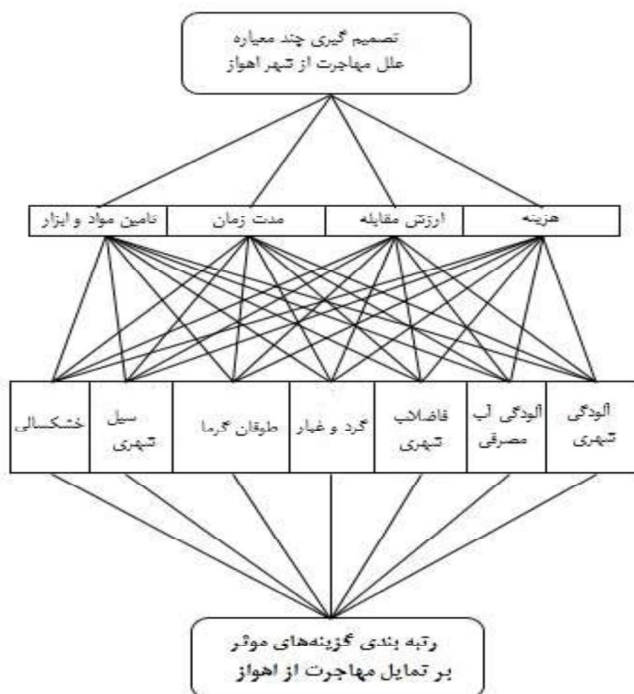 تصمیم گیری چند معیاره
علل مهاجرت از شهر اهواز
هزینه
ارزش مقابله
مدت زمان
تامین مواد و ابزار
آلودگی
شهری
آلودگی آب
مصرفی
فاضلاب
شهری
گرد و غبار
طوفان گرما
سیل
شهری
خشکسالی
رتبه بندی گزینه‌های موثر
بر تمایل مهاجرت از اهواز